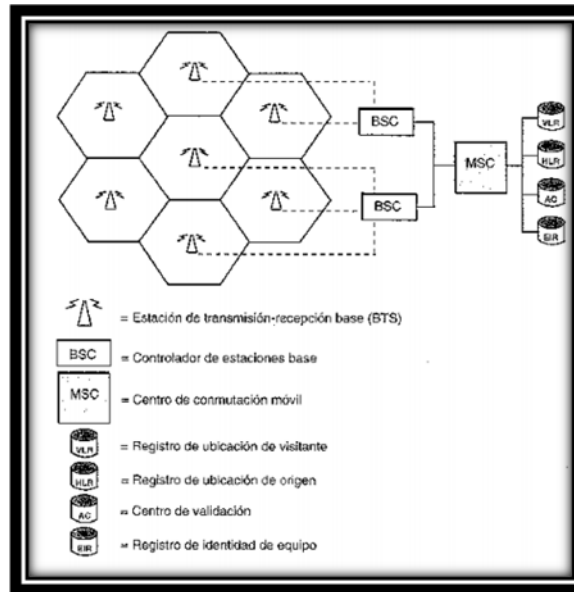 BSC
BSC
MSC
VLR
HLR
AC
EIR
= Estación de transmisión-recepción base (BTS)
BSC = Controlador de estaciones base
MSC = Centro de conmutación móvil
VLR = Registro de ubicación de visitante
HLR = Registro de ubicación de origen
AC = Centro de validación
EIR = Registro de identidad de equipo